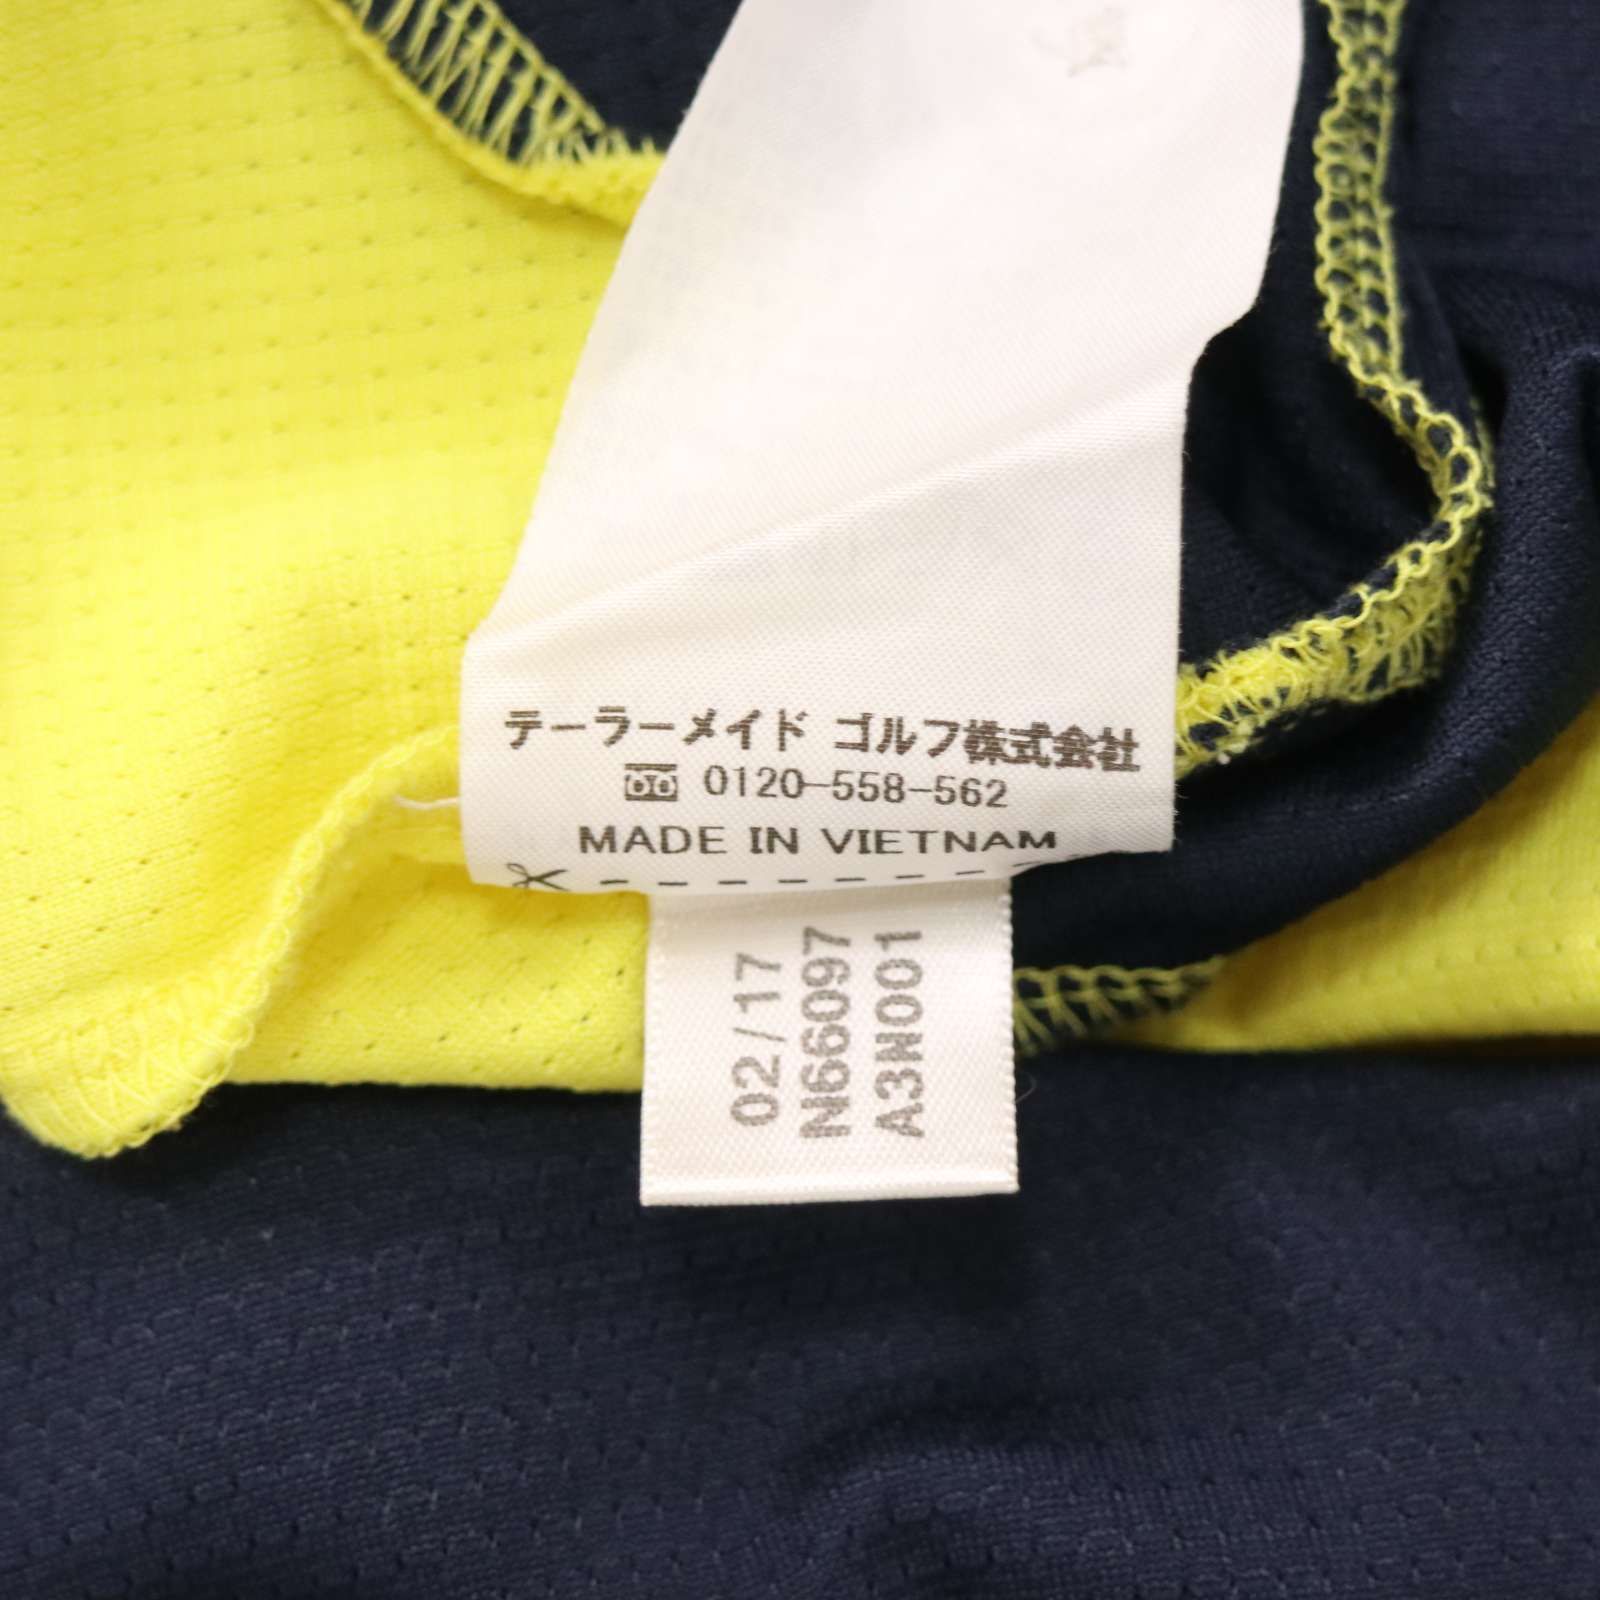 テーラーメイド ゴルフ株式会社
0120-558-562
MADE IN VIETNAM
02/17
N66097
A3N001